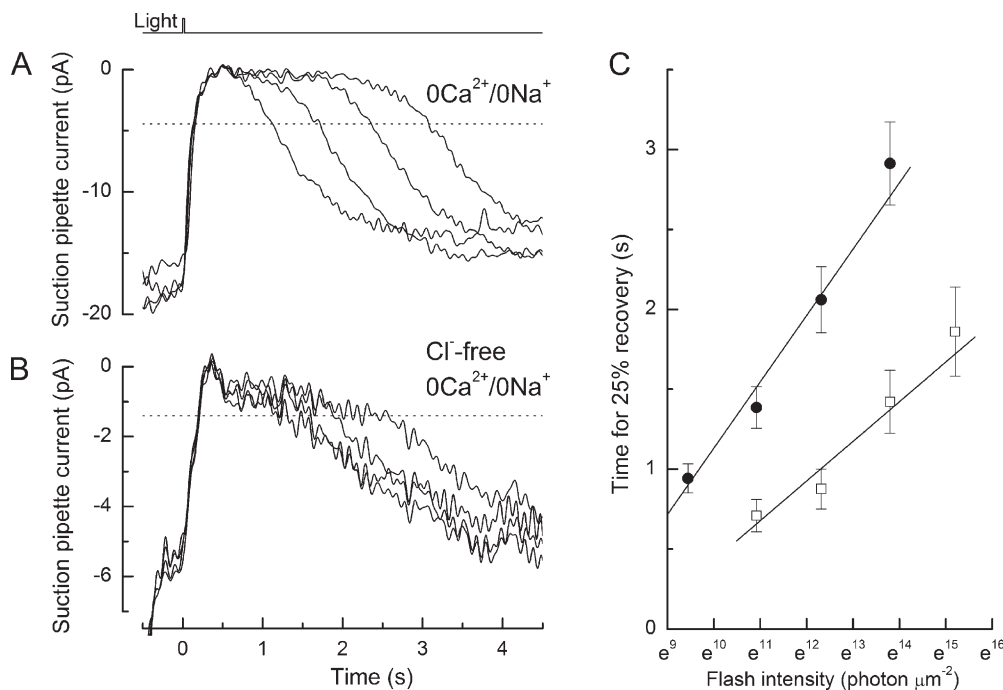 Light
A
0Ca²⁺/0Na⁺
Suction pipette current (pA)
0
-10
-20
B
Cl⁻-free
0Ca²⁺/0Na⁺
Suction pipette current (pA)
0
-2
-4
-6
0 1 2 3 4
Time (s)
C
Time for 25% recovery (s)
3
2
1
0
e⁹ e¹⁰ e¹¹ e¹² e¹³ e¹⁴ e¹⁵ e¹⁶
Flash intensity (photon μm⁻²)